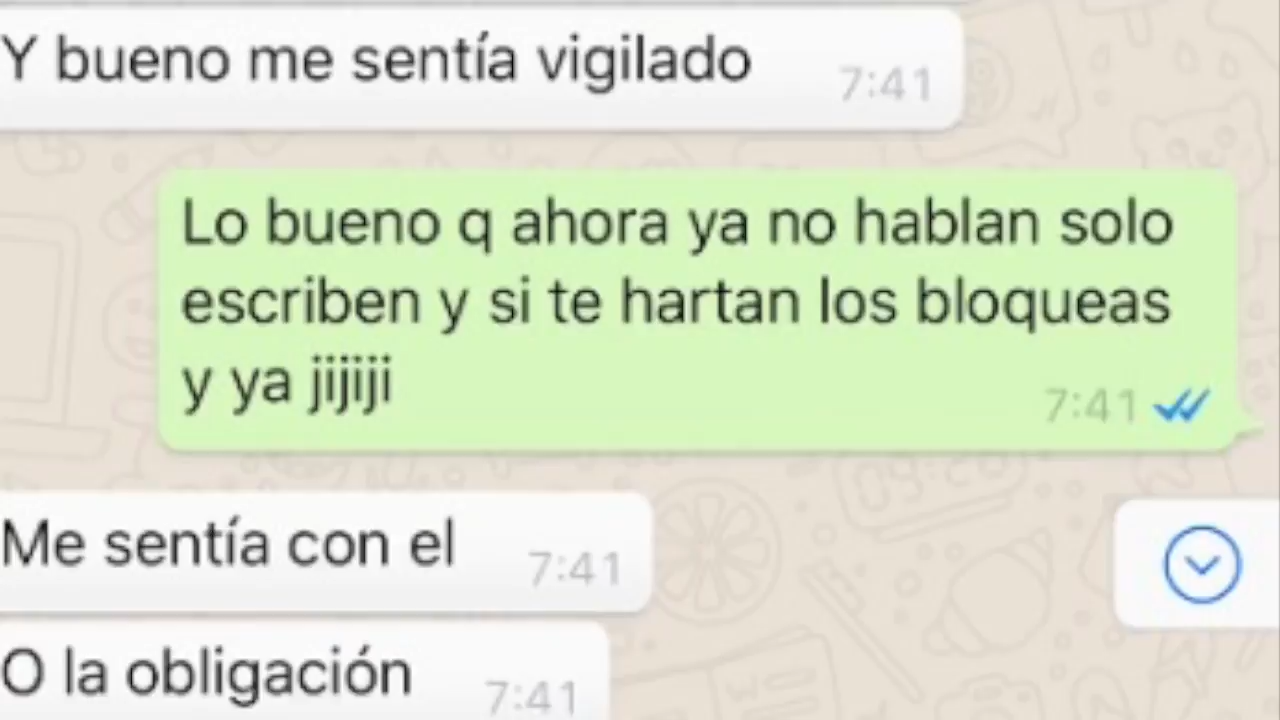 Y bueno me sentía vigilado
7:41
Lo bueno q ahora ya no hablan solo
escriben y si te hartan los bloqueas
y ya jijiji
7:41
Me sentía con el
7:41
O la obligación
7:41